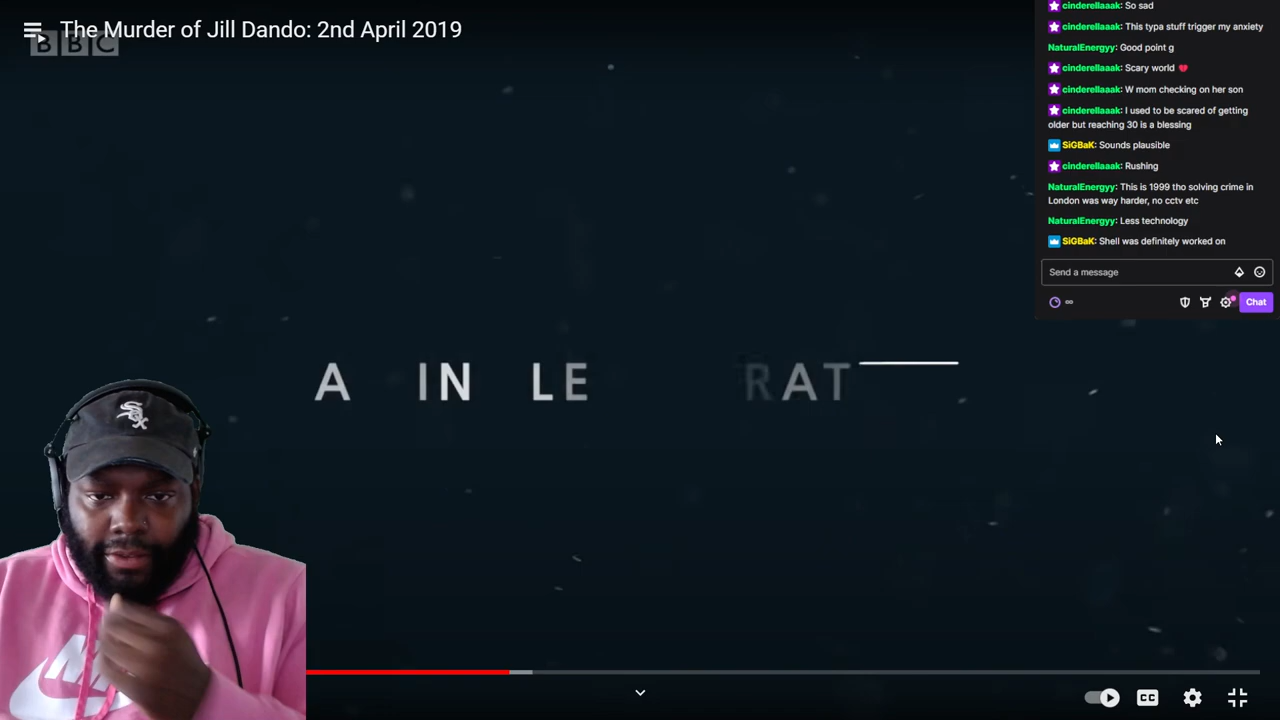 The Murder of Jill Dando: 2nd April 2019
BBC
cinderellaaak: So sad
cinderellaaak: This typa stuff trigger my anxiety
NaturalEnergyy: Good point g
cinderellaaak: Scary world
cinderellaaak: W mom checking on her son
cinderellaaak: I used to be scared of getting
older but reaching 30 is a blessing
SiGBaK: Sounds plausible
cinderellaaak: Rushing
NaturalEnergyy: This is 1999 tho solving crime in
London was way harder, no cctv etc
NaturalEnergyy: Less technology
SiGBaK: Shell was definitely worked on
Send a message
Chat
A IN LE RAT
Sox
CC